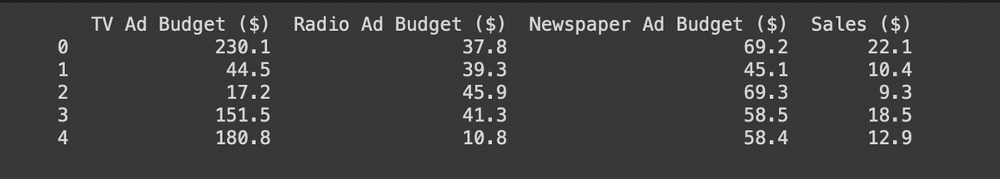 TV Ad Budget ($) Radio Ad Budget ($) Newspaper Ad Budget ($) Sales ($)
0 230.1 37.8 69.2 22.1
1 44.5 39.3 45.1 10.4
2 17.2 45.9 69.3 9.3
3 151.5 41.3 58.5 18.5
4 180.8 10.8 58.4 12.9